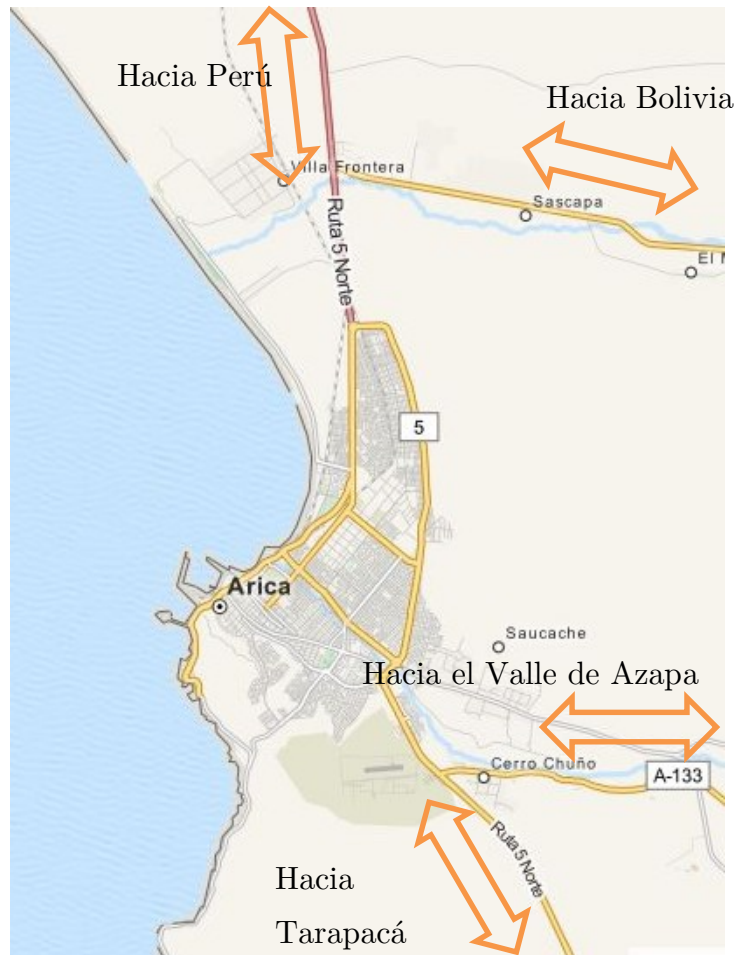 Hacia Perú
Hacia Bolivia
Villa Frontera
Sascapa
Ruta 5 Norte
El
5
Arica
Saucache
Hacia el Valle de Azapa
Cerro Chuño
A-133
Ruta 5 Norte
Hacia
Tarapacá